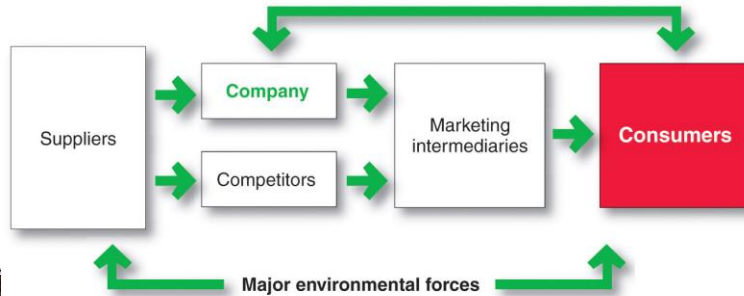 Suppliers
Company
Competitors
Marketing
intermediaries
Consumers
Major environmental forces